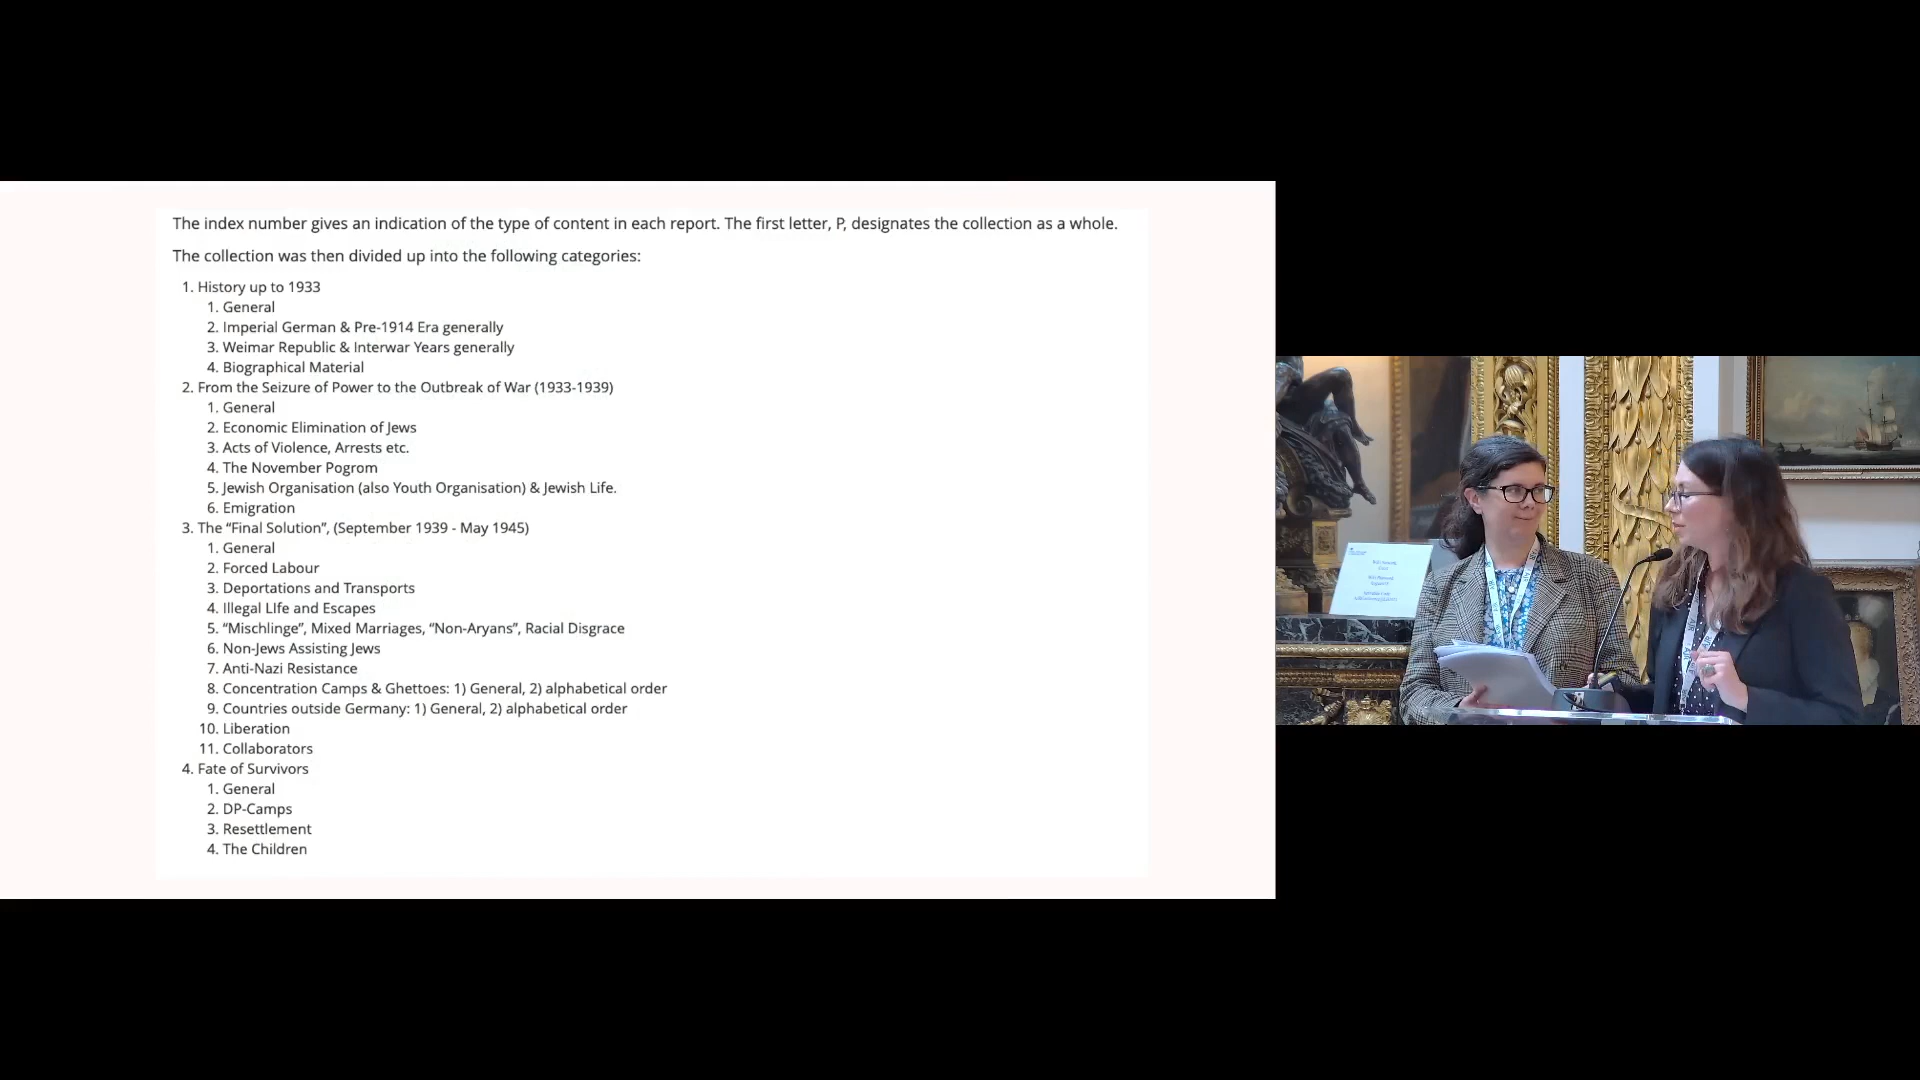 The index number gives an indication of the type of content in each report. The first letter, P, designates the collection as a whole.
The collection was then divided up into the following categories:
1. History up to 1933
1. General
2. Imperial German & Pre-1914 Era generally
3. Weimar Republic & Interwar Years generally
4. Biographical Material
2. From the Seizure of Power to the Outbreak of War (1933-1939)
1. General
2. Economic Elimination of Jews
3. Acts of Violence, Arrests etc.
4. The November Pogrom
5. Jewish Organisation (also Youth Organisation) & Jewish Life.
6. Emigration
3. The “Final Solution”, (September 1939 - May 1945)
1. General
2. Forced Labour
3. Deportations and Transports
4. Illegal LIfe and Escapes
5. “Mischlinge”, Mixed Marriages, “Non-Aryans”, Racial Disgrace
6. Non-Jews Assisting Jews
7. Anti-Nazi Resistance
8. Concentration Camps & Ghettoes: 1) General, 2) alphabetical order
9. Countries outside Germany: 1) General, 2) alphabetical order
10. Liberation
11. Collaborators
4. Fate of Survivors
1. General
2. DP-Camps
3. Resettlement
4. The Children